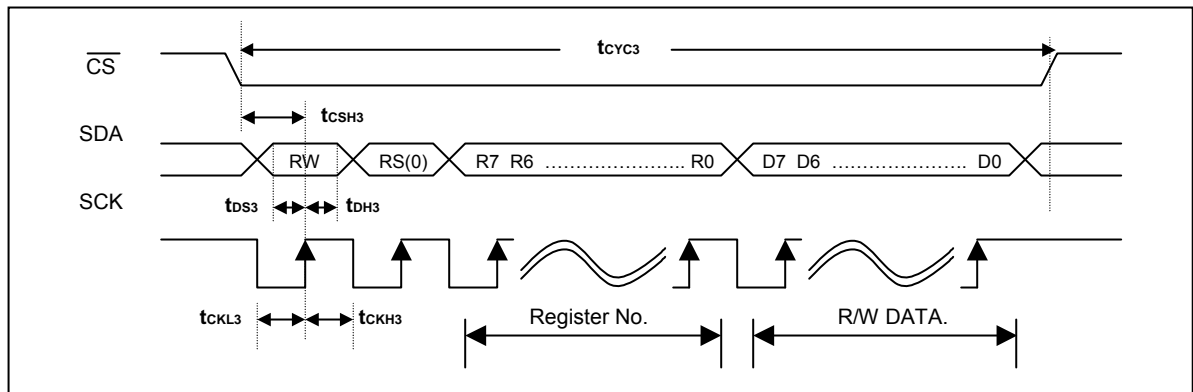 tCYC3
CS
tCSH3
SDA
RW RS(0) R7 R6 ........................ R0 D7 D6 ........................ D0
SCK
tDS3 tDH3
tCKL3 tCKH3 Register No. R/W DATA.